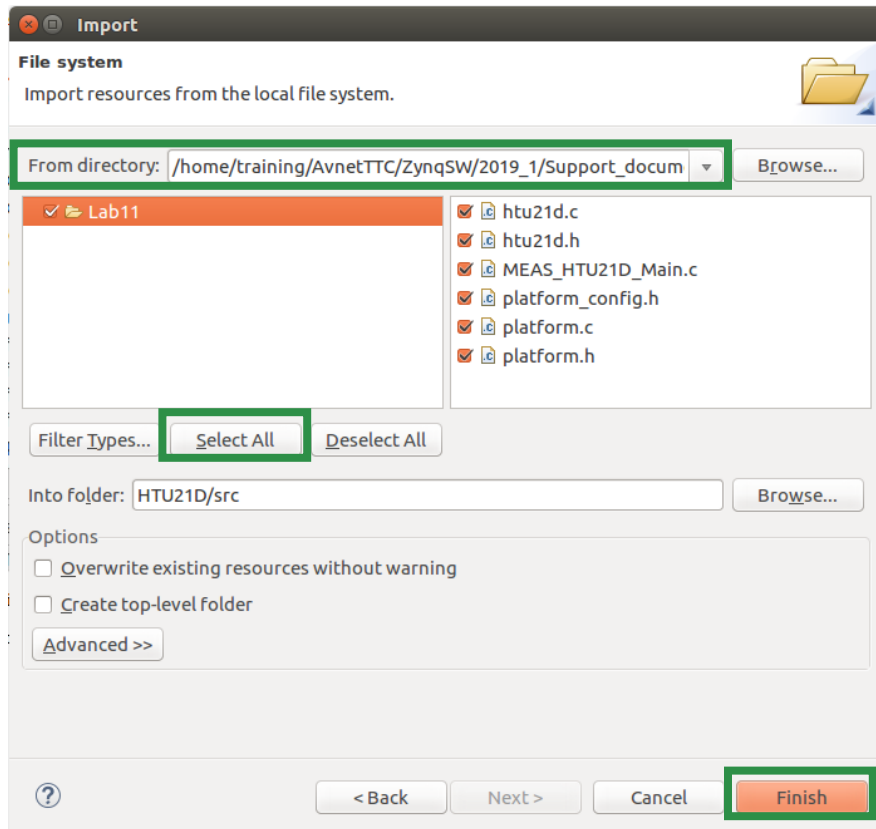 Import
File system
Import resources from the local file system.
From directory: /home/training/AvnetTTC/ZynqSW/2019_1/Support_docum Browse...
Lab11
htu21d.c
htu21d.h
MEAS_HTU21D_Main.c
platform_config.h
platform.c
platform.h
Filter Types... Select All Deselect All
Into folder: HTU21D/src Browse...
Options
Overwrite existing resources without warning
Create top-level folder
Advanced >>
? < Back Next > Cancel Finish